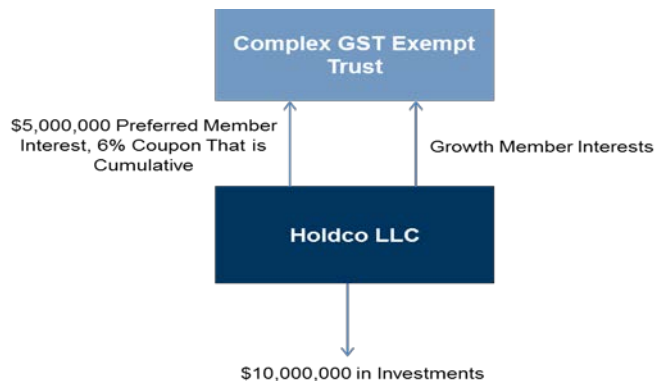 Complex GST Exempt
Trust
$5,000,000 Preferred Member
Interest, 6% Coupon That is
Cumulative
Growth Member Interests
Holdco LLC
$10,000,000 in Investments